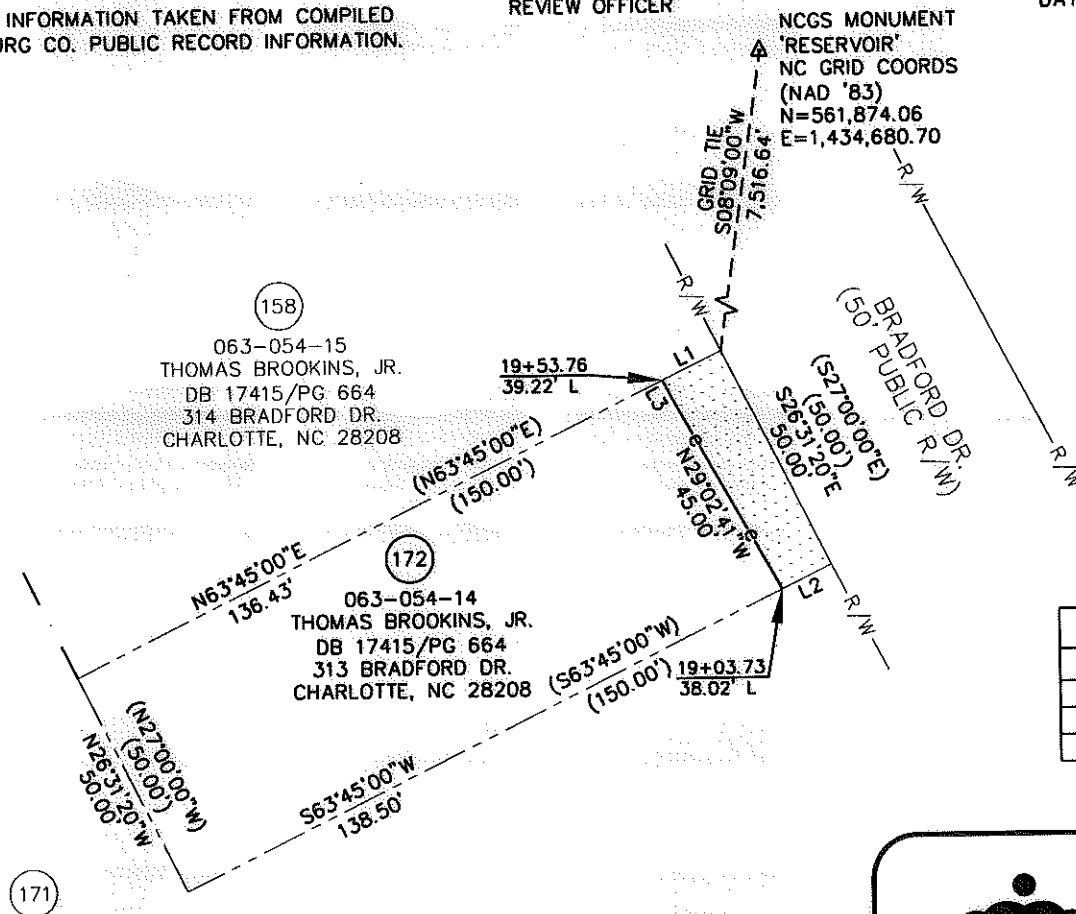 INFORMATION TAKEN FROM COMPILED
URG CO. PUBLIC RECORD INFORMATION.
REVIEW OFFICER
NCGS MONUMENT
'RESERVOIR'
NC GRID COORDS
(NAD '83)
N=561,874.06
E=1,434,680.70
GRID TIE
S08°09'00"W
7,516.64'
R/W
R/W
R/W
R/W
BRADFORD DR.
(50' PUBLIC R/W)
158
063-054-15
THOMAS BROOKINS, JR.
DB 17415/PG 664
314 BRADFORD DR.
CHARLOTTE, NC 28208
19+53.76
39.22' L
L1
L3
(S27°00'00"E)
(50.00')
S26°31'20"E
50.00'
N29°02'41"W
45.00'
(N63°45'00"E)
(150.00')
N63°45'00"E
136.43'
172
063-054-14
THOMAS BROOKINS, JR.
DB 17415/PG 664
313 BRADFORD DR.
CHARLOTTE, NC 28208
L2
19+03.73
38.02' L
(S63°45'00"W)
(150.00')
S63°45'00"W
138.50'
(N27°00'00"W)
(50.00')
N26°31'20"W
50.00'
171